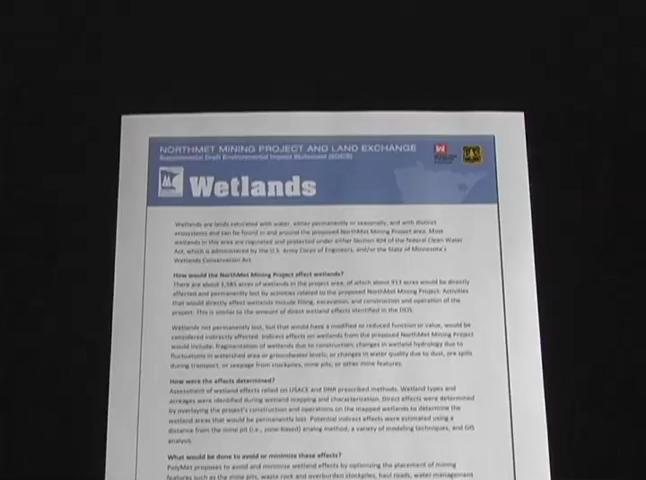 NORTHMET MINING PROJECT AND LAND EXCHANGE
Supplemental Draft Environmental Impact Statement (SDEIS)
Wetlands
Wetlands are lands saturated with water, either permanently or seasonally, and with distinct
ecosystems and can be found in and around the proposed NorthMet Mining Project area. Most
wetlands in this area are regulated and protected under either Section 404 of the federal Clean Water
Act, which is administered by the U.S. Army Corps of Engineers, and/or the State of Minnesota's
Wetlands Conservation Act.
How would the NorthMet Mining Project affect wetlands?
There are about acres of wetlands in the project area, of which about 913 acres would be directly
affected and permanently lost by activities related to the proposed NorthMet Mining Project. Activities
that would directly affect wetlands include filling, excavation, and construction and operation of the
project. This is similar to the amount of direct wetland effects identified in the DEIS.
Wetlands not permanently lost, but that would have a modified or reduced function or value, would be
considered indirectly affected. Indirect effects on wetlands from the proposed NorthMet Mining Project
would include: fragmentation of wetlands due to construction; changes in wetland hydrology due to
fluctuations in watershed area or groundwater levels; or changes in water quality due to dust, ore spills
during transport, or seepage from stockpiles, mine pits, or other mine features.
How were the effects determined?
Assessment of wetland effects relied on USACE and DNR prescribed methods. Wetland types and
acreages were identified during wetland mapping and characterization. Direct effects were determined
by overlaying the project's construction and operations on the mapped wetlands to determine the
wetland areas that would be permanently lost. Potential indirect effects were estimated using a
distance from the mine pit (i.e., zone-based) analog method, a variety of modeling techniques, and GIS
analysis.
What would be done to avoid or minimize these effects?
PolyMet proposes to avoid and minimize wetland effects by optimizing the placement of mining
features such as the mine pits, waste rock and overburden stockpiles, haul roads, water management